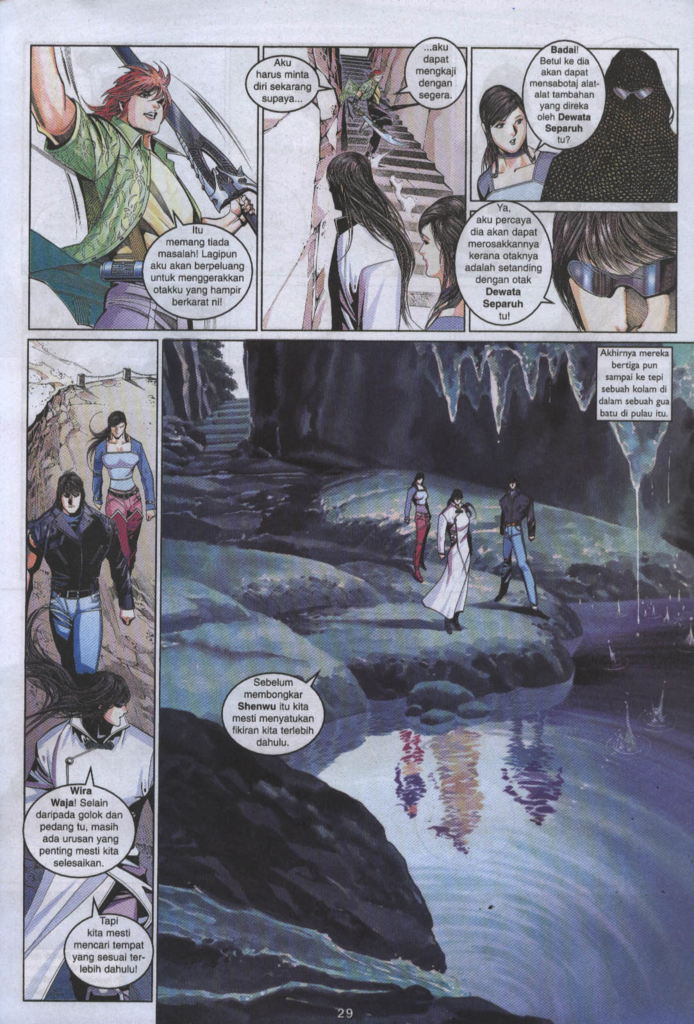 Itu
memang tiada
masalah! Lagipun
aku akan berpeluang
untuk menggerakkan
otakku yang hampir
berkarat ni!
Aku
harus minta
diri sekarang
supaya...
...aku
dapat
mengkaji
dengan
segera.
Badai!
Betul ke dia
akan dapat
mensabotaj alat-
alat tambahan
yang direka
oleh Dewata
Separuh
tu?
Ya,
aku percaya
dia akan dapat
merosakkannya
kerana otaknya
adalah setanding
dengan otak
Dewata
Separuh
tu!
Wira
Waja! Selain
daripada golok dan
pedang tu, masih
ada urusan yang
penting mesti kita
selesaikan.
Tapi
kita mesti
mencari tempat
yang sesuai ter-
lebih dahulu!
Akhirnya mereka
bertiga pun
sampai ke tepi
sebuah kolam di
dalam sebuah gua
batu di pulau itu.
Sebelum
membongkar
Shenwu itu kita
mesti menyatukan
fikiran kita
dahulu.
29